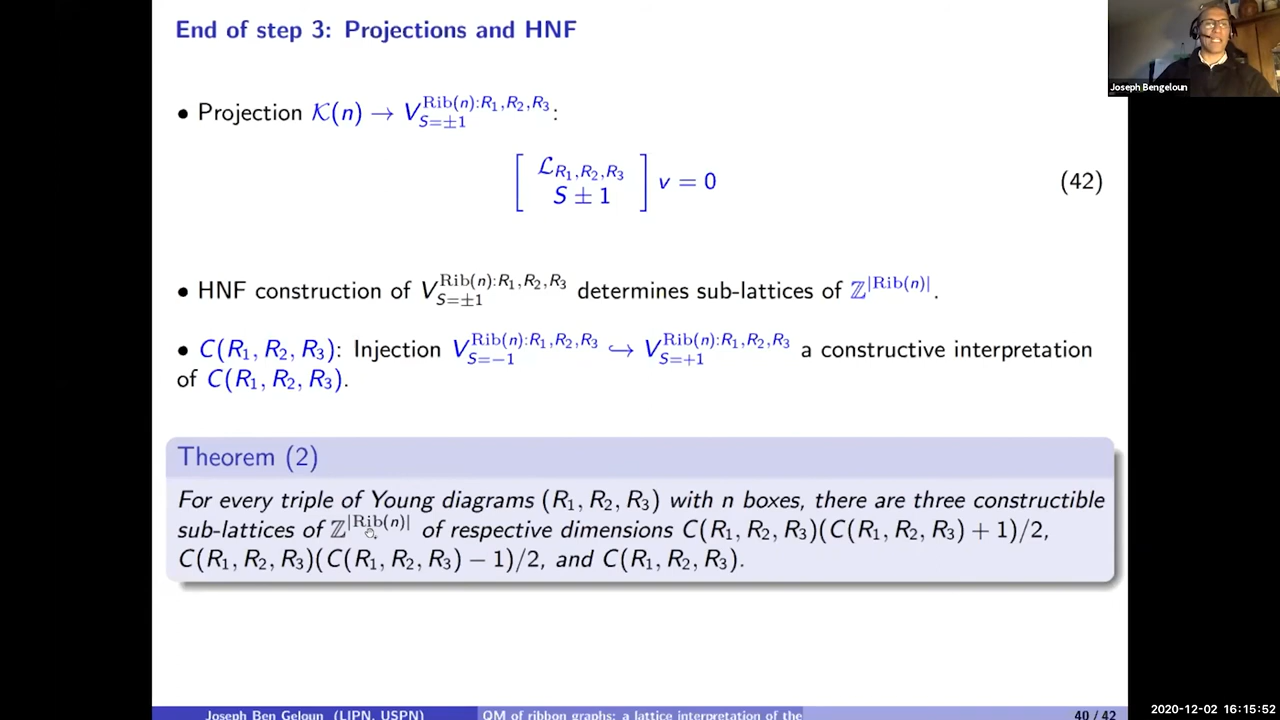 End of step 3: Projections and HNF
Joseph Bengeloun
• Projection 𝒦(n) → V_{S=±1}^{Rib(n):R₁,R₂,R₃}:
[ ℒ_{R₁,R₂,R₃}
S ± 1 ] v = 0 (42)
• HNF construction of V_{S=±1}^{Rib(n):R₁,R₂,R₃} determines sub-lattices of ℤ^{|Rib(n)|}.
• C(R₁, R₂, R₃): Injection V_{S=−1}^{Rib(n):R₁,R₂,R₃} ↪ V_{S=+1}^{Rib(n):R₁,R₂,R₃} a constructive interpretation
of C(R₁, R₂, R₃).
Theorem (2)
For every triple of Young diagrams (R₁, R₂, R₃) with n boxes, there are three constructible
sub-lattices of ℤ^{|Rib(n)|} of respective dimensions C(R₁, R₂, R₃)(C(R₁, R₂, R₃) + 1)/2,
C(R₁, R₂, R₃)(C(R₁, R₂, R₃) − 1)/2, and C(R₁, R₂, R₃).
Joseph Ben Geloun (LIPN, USPN) QM of ribbon graphs: a lattice interpretation of the 40 / 42
2020-12-02 16:15:52